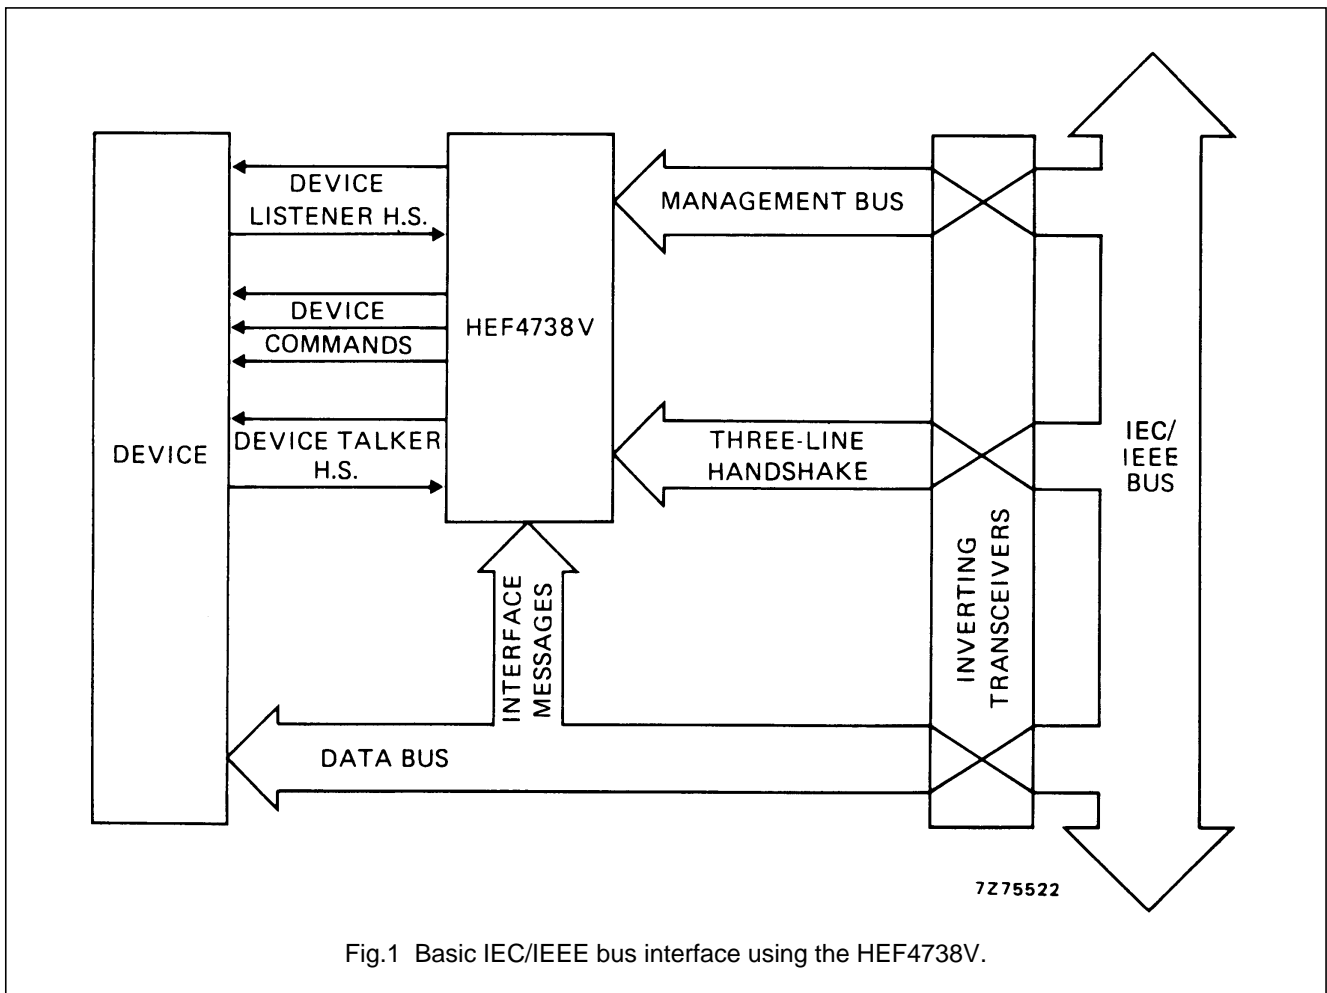 DEVICE
LISTENER H.S.
DEVICE
COMMANDS
DEVICE TALKER
H.S.
DEVICE
HEF4738V
MANAGEMENT BUS
THREE-LINE
HANDSHAKE
INTERFACE
MESSAGES
DATA BUS
INVERTING
TRANSCEIVERS
IEC/
IEEE
BUS
7Z75522
Fig.1 Basic IEC/IEEE bus interface using the HEF4738V.